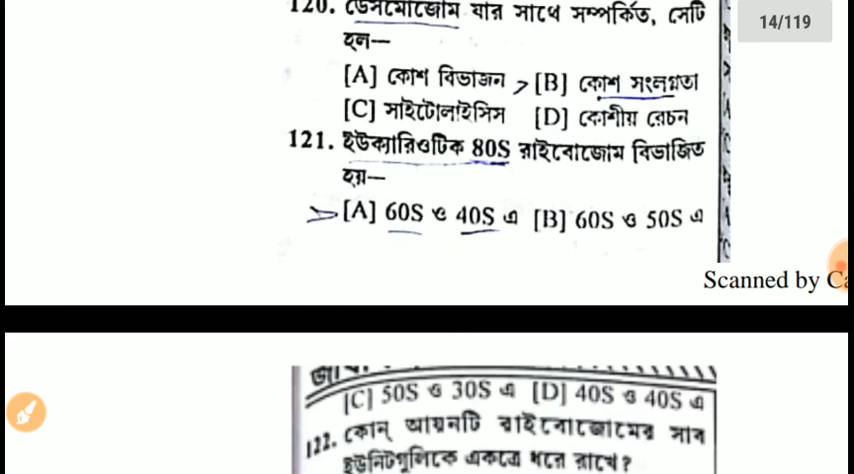 120. ডেসমোজোম যার সাথে সম্পর্কিত, সেটি
হল—
[A] কোশ বিভাজন [B] কোশ সংলগ্নতা
[C] সাইটোলাইসিস [D] কোশীয় রেচন
121. ইউক্যারিওটিক 80S রাইবোজোম বিভাজিত
হয়—
[A] 60S ও 40S এ [B] 60S ও 50S এ
14/119
Scanned by
[C] 50S ও 30S এ [D] 40S ও 40S এ
122. কোন্ আয়নটি রাইবোজোমের সাব
ইউনিটগুলিকে একত্রে ধরে রাখে?